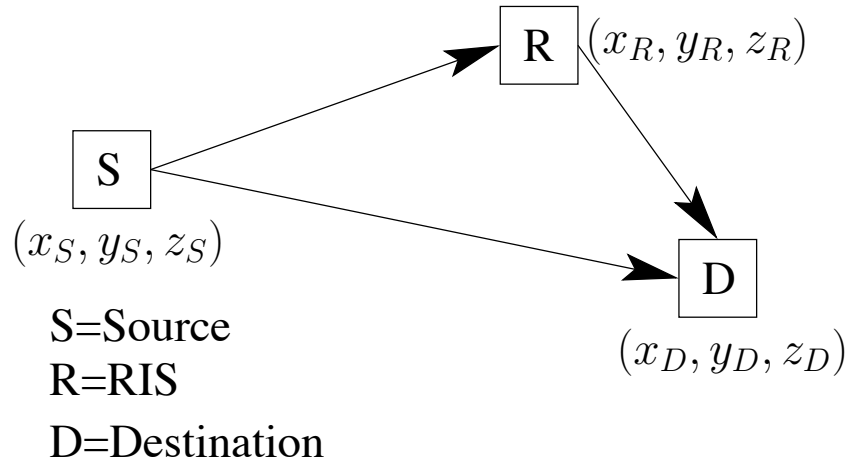 R
(x_R, y_R, z_R)
S
(x_S, y_S, z_S)
D
(x_D, y_D, z_D)
S=Source
R=RIS
D=Destination